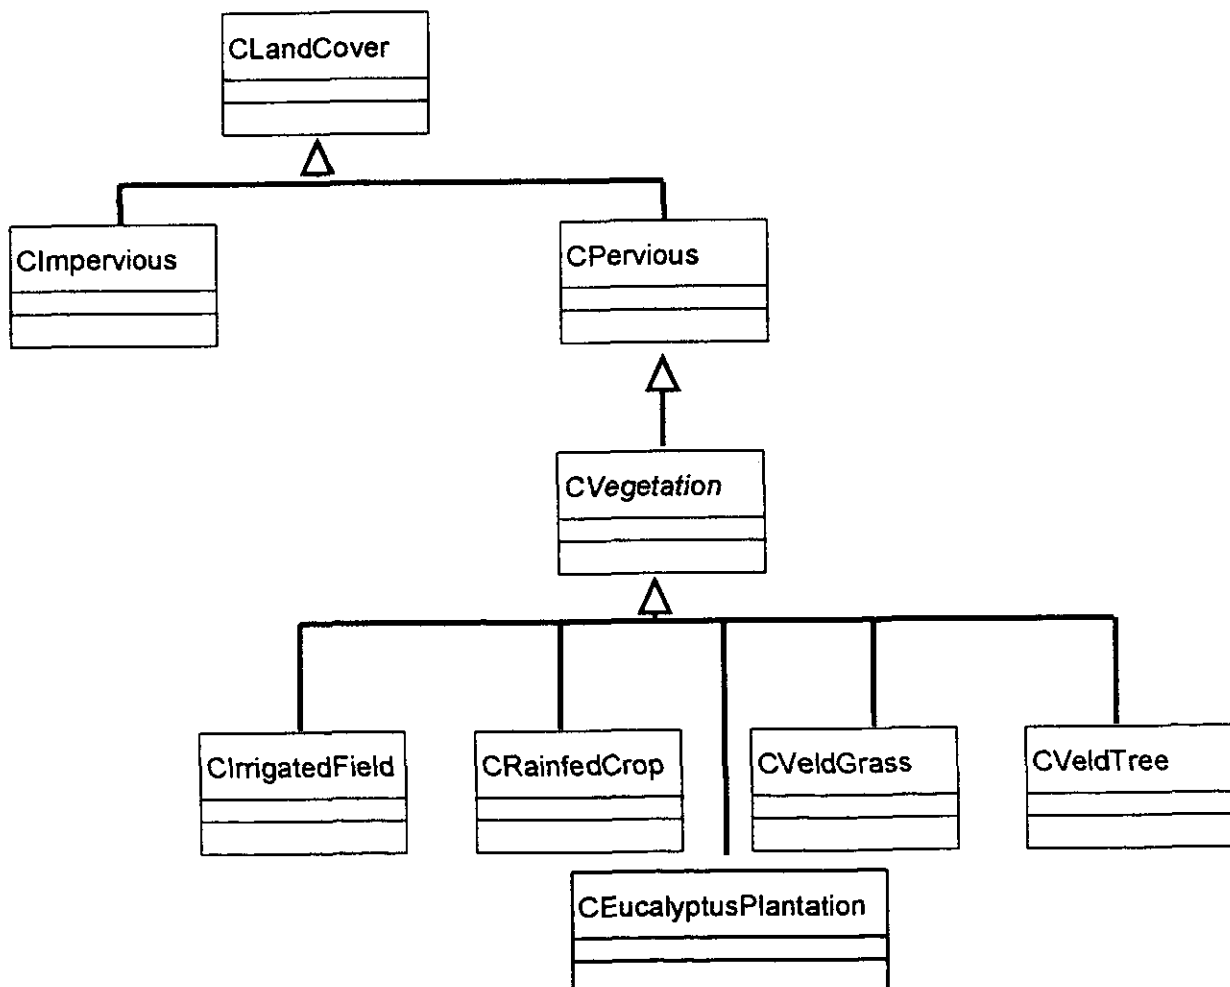 CLandCover
CImpervious
CPervious
CVegetation
CIrrigatedField
CRainfedCrop
CVeldGrass
CVeldTree
CEucalyptusPlantation